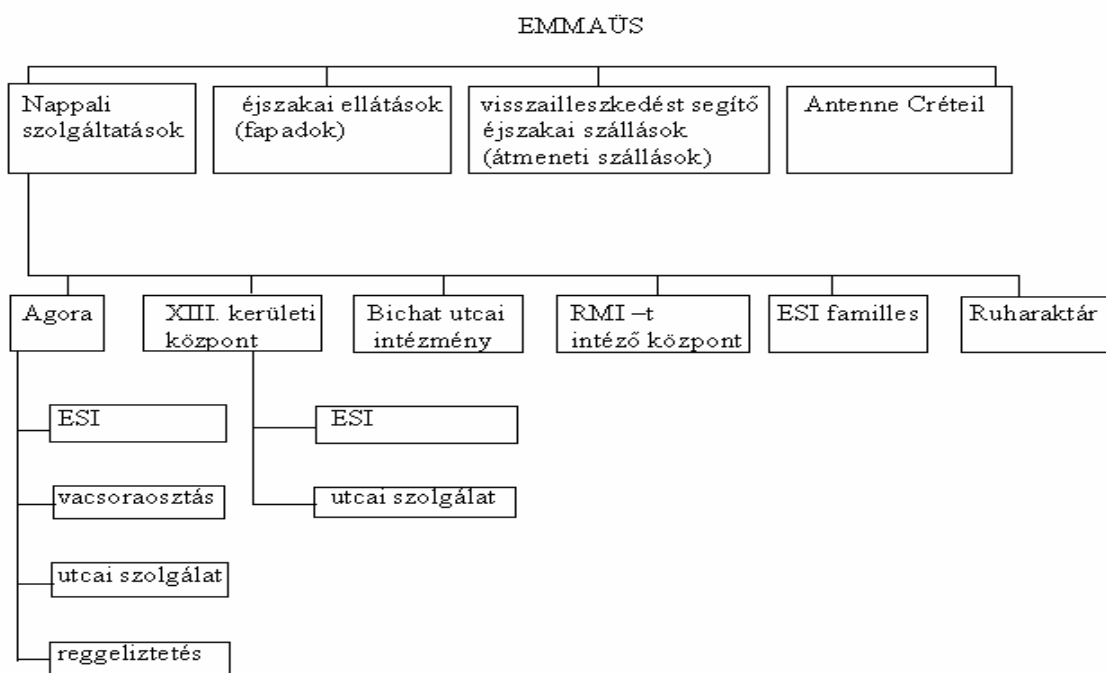 EMMAÜS
Nappali
szolgáltatások
éjszakai ellátások
(fapadok)
visszailleszkedést segítő
éjszakai szállások
(átmeneti szállások)
Antenne Créteil
Agora
XIII. kerületi
központ
Bichat utcai
intézmény
RMI –t
intéző központ
ESI familles
Ruharaktár
ESI
vacsoraosztás
utcai szolgálat
reggeliztetés
ESI
utcai szolgálat